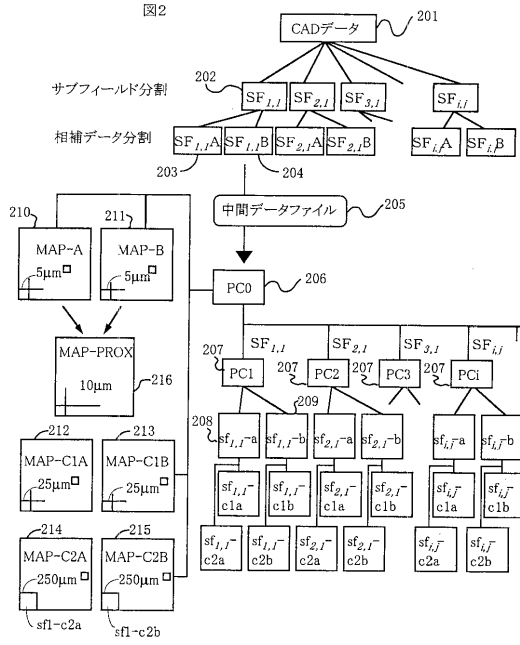 図2
CADデータ
201
202
サブフィールド分割
SF1,1
SF2,1
SF3,1
SFi,j
相補データ分割
SF1,1A
SF1,1B
SF2,1A
SF2,1B
SFi,jA
SFi,jB
203
204
中間データファイル
205
210
211
MAP-A
5μm
MAP-B
5μm
PC0
206
MAP-PROX
10μm
216
SF1,1
SF2,1
SF3,1
SFi,j
207
PC1
207
PC2
207
PC3
207
PCi
208
209
sf1,1-a
sf1,1-b
sf2,1-a
sf2,1-b
sfi,j-a
sfi,j-b
212
213
MAP-C1A
25μm
MAP-C1B
25μm
sf1,1-
c1a
sf1,1-
c1b
sf2,1-
c1a
sf2,1-
c1b
sfi,j-
c1a
sfi,j-
c1b
214
215
MAP-C2A
250μm
MAP-C2B
250μm
sf1,1-
c2a
sf1,1-
c2b
sf2,1-
c2a
sf2,1-
c2b
sfi,j-
c2a
sfi,j-
c2b
sf1-c2a
sf1-c2b